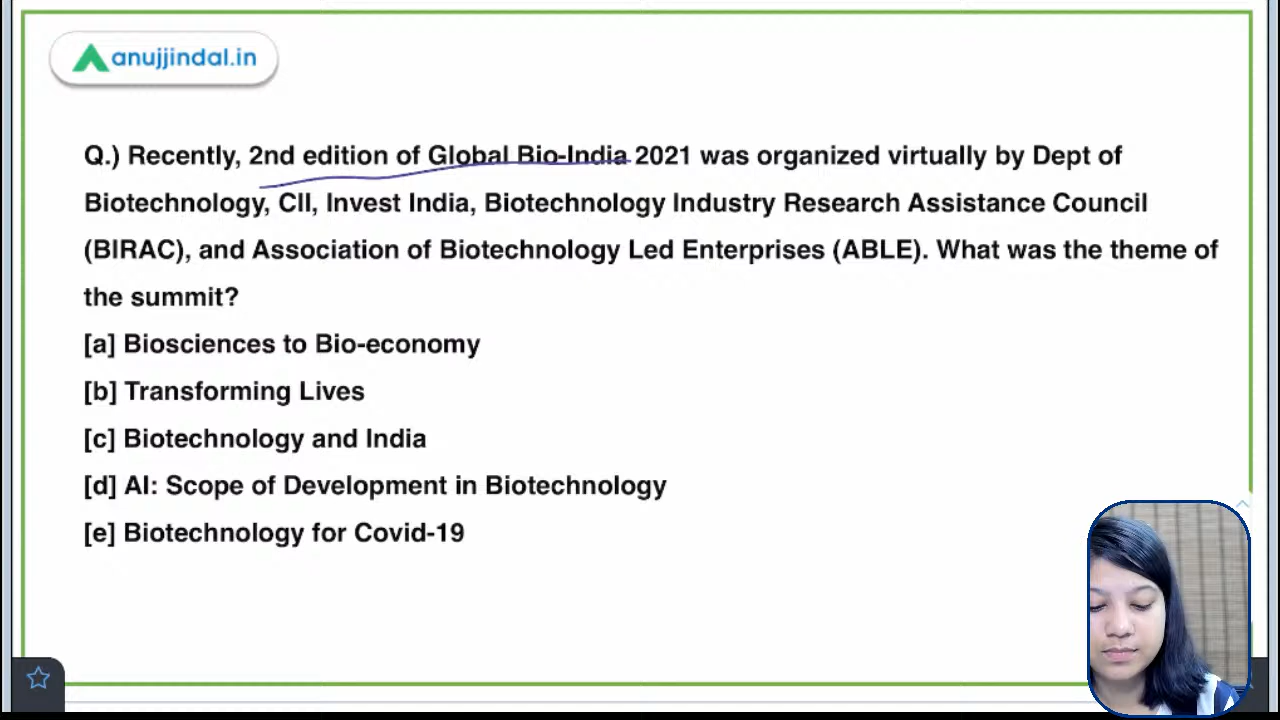 anujjindal.in
Q.) Recently, 2nd edition of Global Bio-India 2021 was organized virtually by Dept of
Biotechnology, CII, Invest India, Biotechnology Industry Research Assistance Council
(BIRAC), and Association of Biotechnology Led Enterprises (ABLE). What was the theme of
the summit?
[a] Biosciences to Bio-economy
[b] Transforming Lives
[c] Biotechnology and India
[d] AI: Scope of Development in Biotechnology
[e] Biotechnology for Covid-19